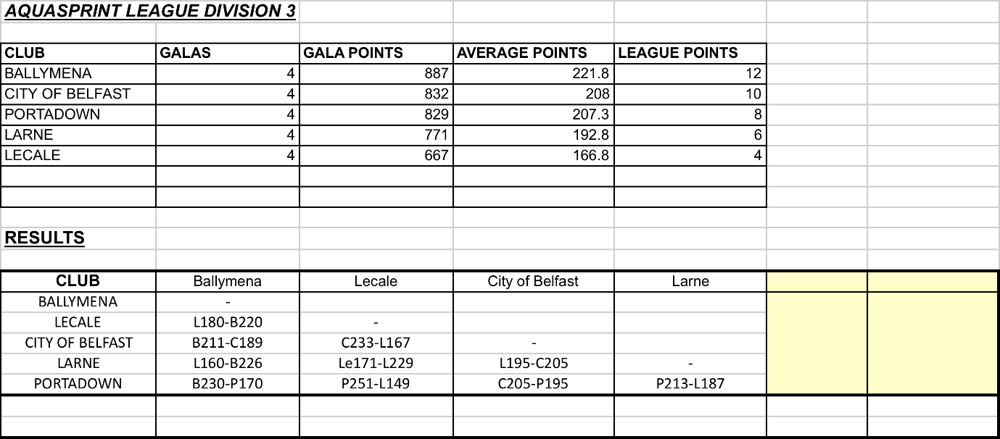 AQUASPRINT LEAGUE DIVISION 3
CLUB GALAS GALA POINTS AVERAGE POINTS LEAGUE POINTS
BALLYMENA 4 887 221.8 12
CITY OF BELFAST 4 832 208 10
PORTADOWN 4 829 207.3 8
LARNE 4 771 192.8 6
LECALE 4 667 166.8 4
RESULTS
CLUB Ballymena Lecale City of Belfast Larne
BALLYMENA -
LECALE L180-B220 -
CITY OF BELFAST B211-C189 C233-L167 -
LARNE L160-B226 Le171-L229 L195-C205 -
PORTADOWN B230-P170 P251-L149 C205-P195 P213-L187